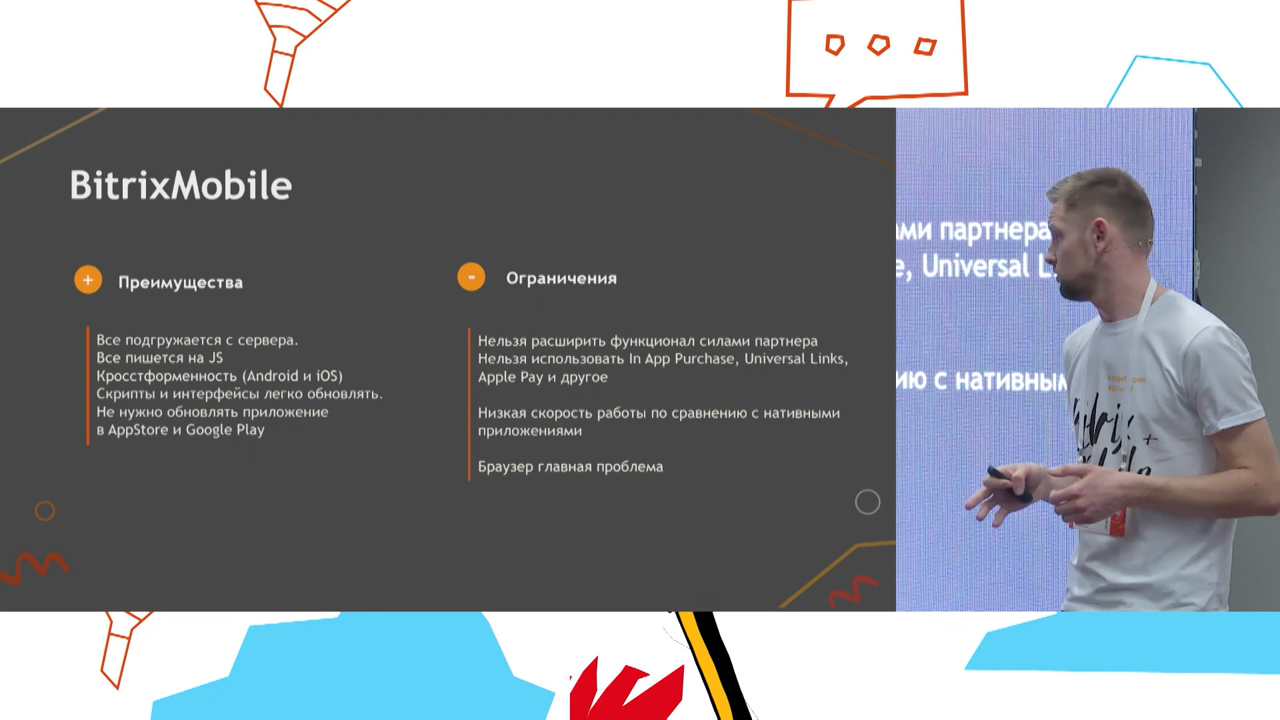 BitrixMobile
+ Преимущества
Все подгружается с сервера.
Все пишется на JS
Кросстформенность (Android и iOS)
Скрипты и интерфейсы легко обновлять.
Не нужно обновлять приложение
в AppStore и Google Play
- Ограничения
Нельзя расширить функционал силами партнера
Нельзя использовать In App Purchase, Universal Links,
Apple Pay и другое
Низкая скорость работы по сравнению с нативными
приложениями
Браузер главная проблема
ами партнера
e, Universal L
ию с нативным